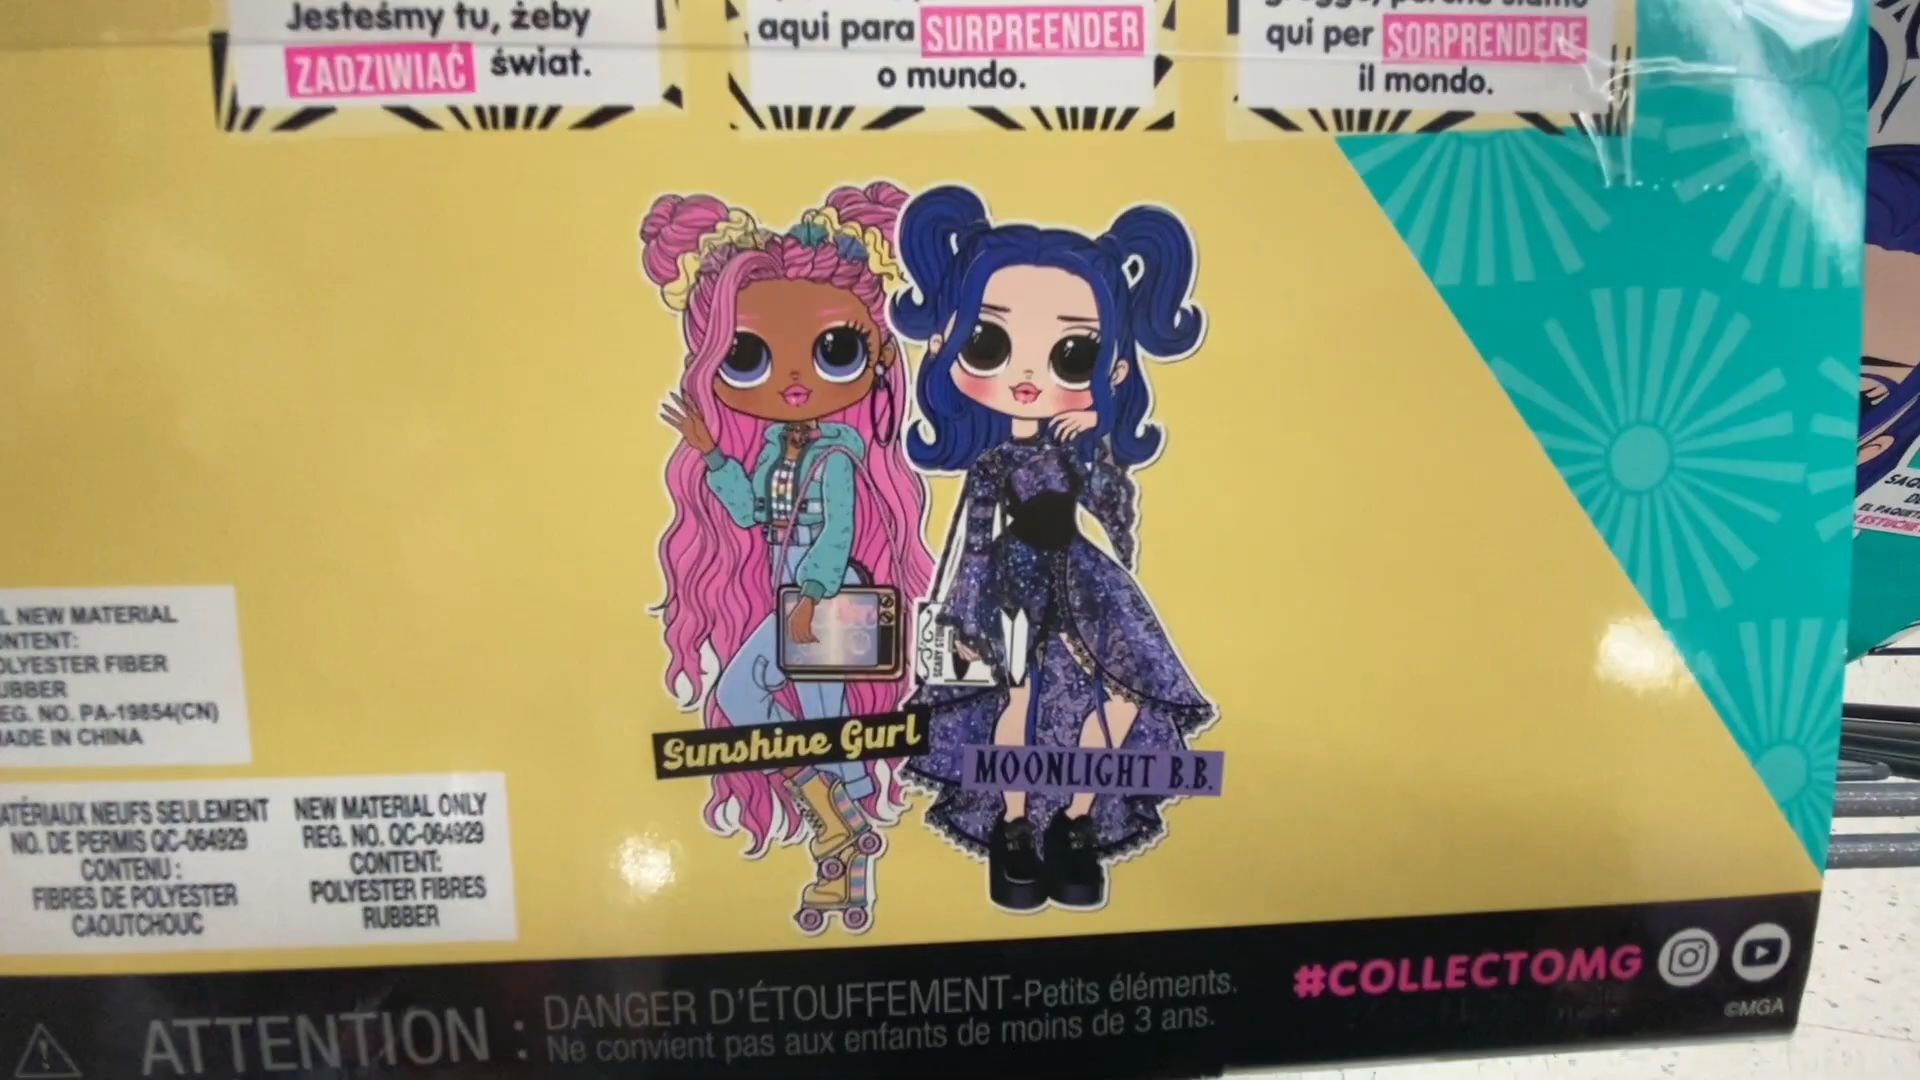 Jesteśmy tu, żeby
ZADZIWIAĆ świat.
aqui para SURPREENDER
o mundo.
qui per SORPRENDERE
il mondo.
NEW MATERIAL
POLYESTER FIBER
REG. NO. PA-19854(CN)
MADE IN CHINA
MATÉRIAUX NEUFS SEULEMENT
NO. DE PERMIS QC-064929
CONTENU :
FIBRES DE POLYESTER
CAOUTCHOUC
NEW MATERIAL ONLY
REG. NO. QC-064929
CONTENT:
POLYESTER FIBRES
RUBBER
Sunshine Gurl
MOONLIGHT B.B.
ATTENTION :
DANGER D'ÉTOUFFEMENT-Petits éléments.
Ne convient pas aux enfants de moins de 3 ans.
#COLLECTOMG
©MGA